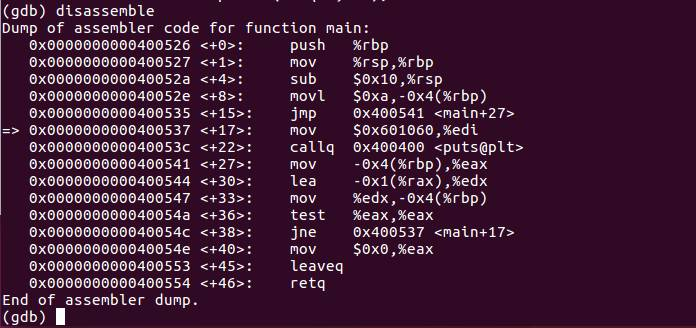 (gdb) disassemble
Dump of assembler code for function main:
   0x0000000000400526 <+0>:     push   %rbp
   0x0000000000400527 <+1>:     mov    %rsp,%rbp
   0x000000000040052a <+4>:     sub    $0x10,%rsp
   0x000000000040052e <+8>:     movl   $0xa,-0x4(%rbp)
   0x0000000000400535 <+15>:    jmp    0x400541 <main+27>
=> 0x0000000000400537 <+17>:    mov    $0x601060,%edi
   0x000000000040053c <+22>:    callq  0x400400 <puts@plt>
   0x0000000000400541 <+27>:    mov    -0x4(%rbp),%eax
   0x0000000000400544 <+30>:    lea    -0x1(%rax),%edx
   0x0000000000400547 <+33>:    mov    %edx,-0x4(%rbp)
   0x000000000040054a <+36>:    test   %eax,%eax
   0x000000000040054c <+38>:    jne    0x400537 <main+17>
   0x000000000040054e <+40>:    mov    $0x0,%eax
   0x0000000000400553 <+45>:    leaveq
   0x0000000000400554 <+46>:    retq
End of assembler dump.
(gdb)